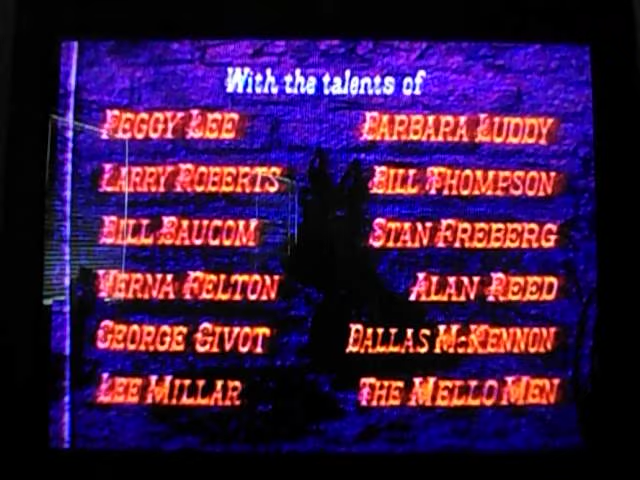 With the talents of
PEGGY LEE BARBARA LUDDY
LARRY ROBERTS BILL THOMPSON
BILL BAUCOM STAN FREBERG
VERNA FELTON ALAN REED
GEORGE GIVOT DALLAS McKENNON
LEE MILLAR THE MELLO MEN